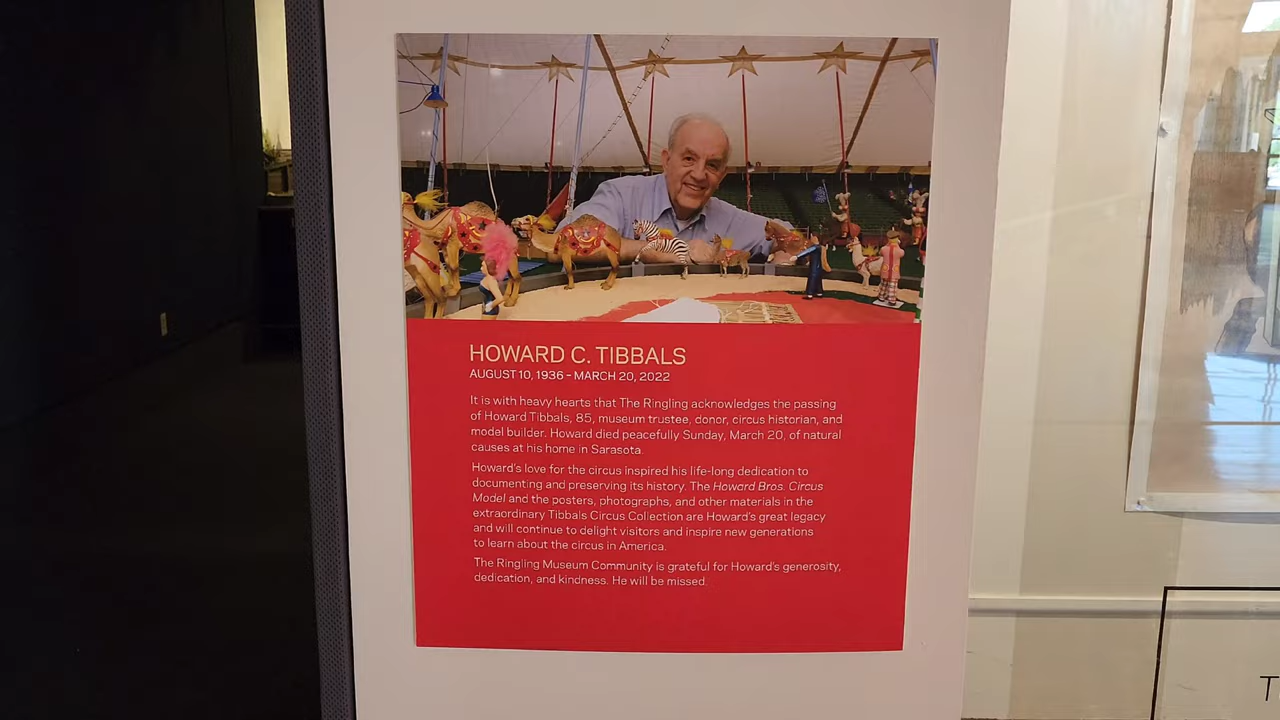 HOWARD C. TIBBALS
AUGUST 10, 1936 – MARCH 20, 2022
It is with heavy hearts that The Ringling acknowledges the passing
of Howard Tibbals, 85, museum trustee, donor, circus historian, and
model builder. Howard died peacefully Sunday, March 20, of natural
causes at his home in Sarasota.
Howard's love for the circus inspired his life-long dedication to
documenting and preserving its history. The Howard Bros. Circus
Model and the posters, photographs, and other materials in the
extraordinary Tibbals Circus Collection are Howard's great legacy
and will continue to delight visitors and inspire new generations
to learn about the circus in America.
The Ringling Museum Community is grateful for Howard's generosity,
dedication, and kindness. He will be missed.